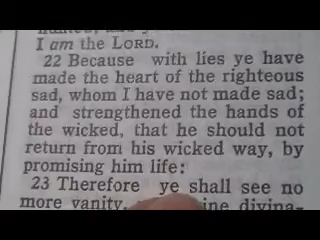 I am the LORD.
22 Because with lies ye have
made the heart of the righteous
sad, whom I have not made sad;
and strengthened the hands of
the wicked, that he should not
return from his wicked way, by
promising him life:
23 Therefore ye shall see no
more vanity, ine divina-